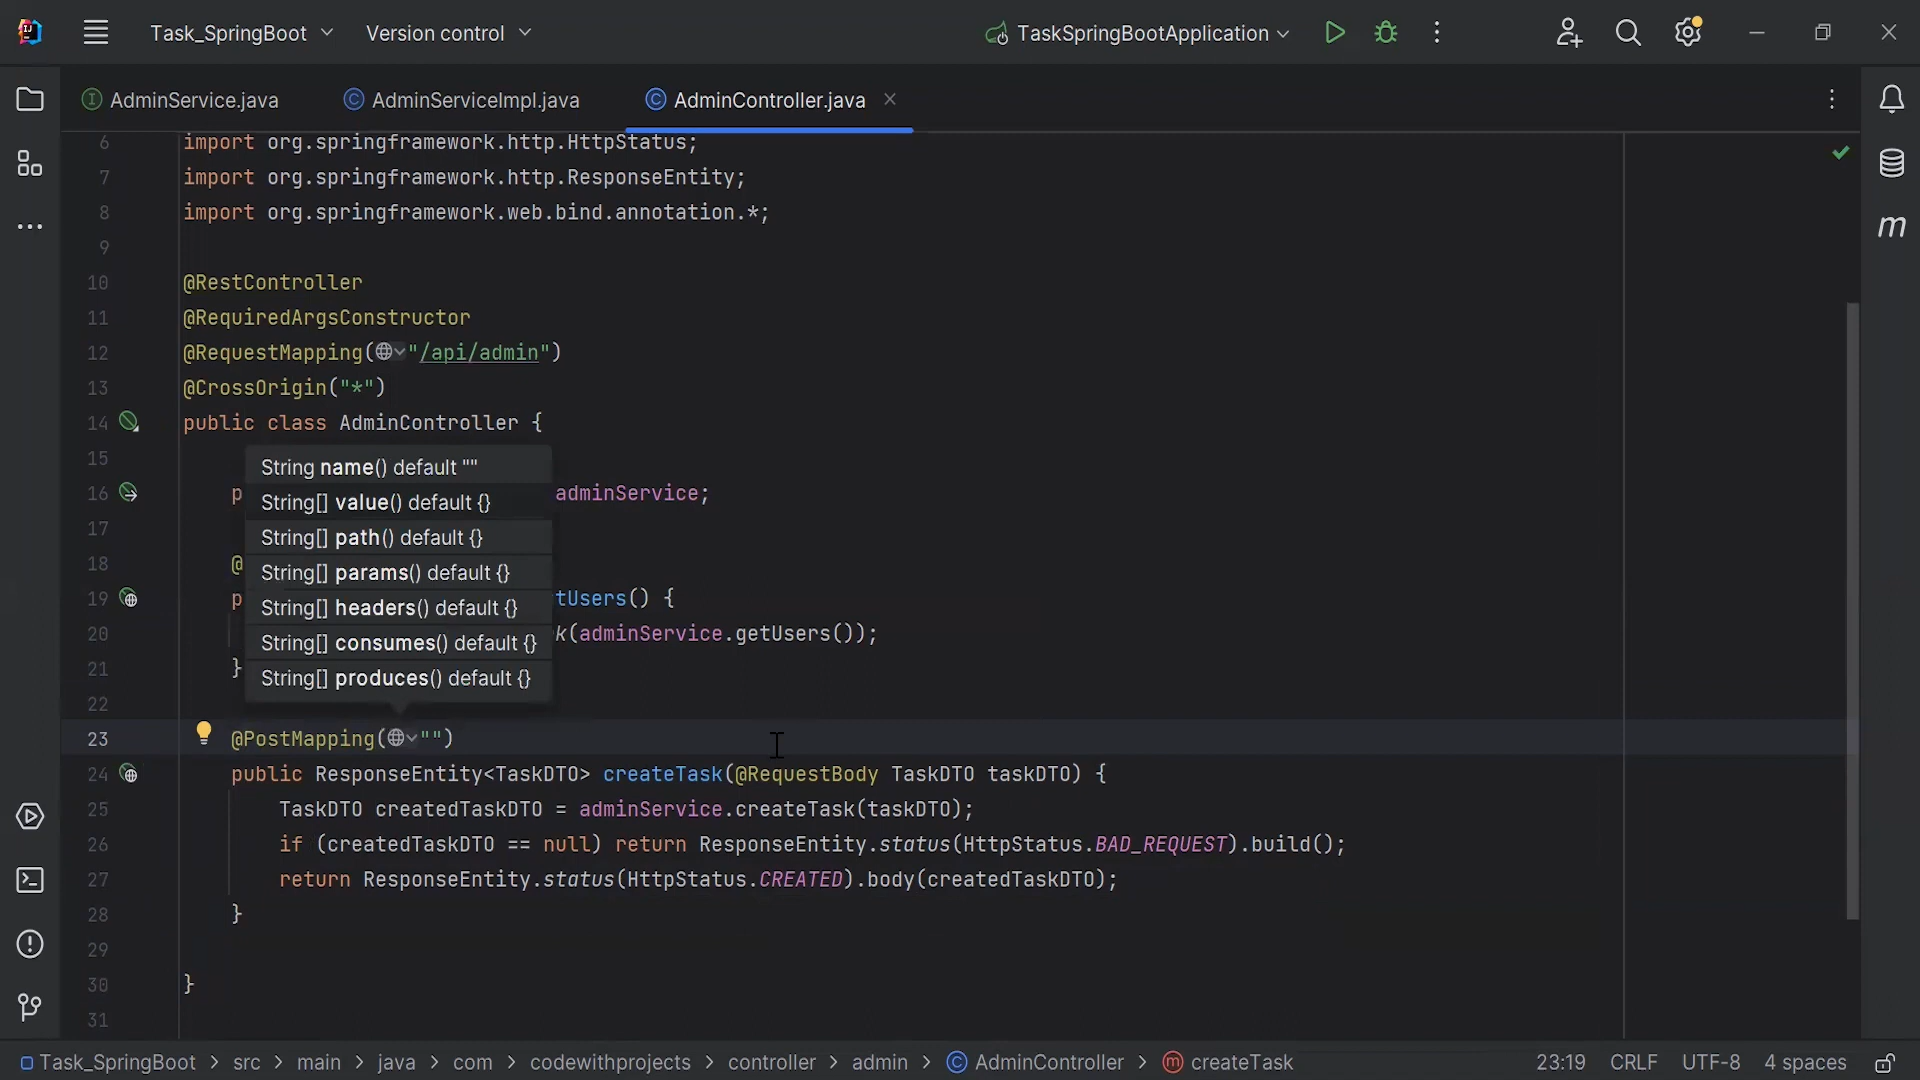 Task_SpringBoot
Version control
TaskSpringBootApplication
AdminService.java
AdminServiceImpl.java
AdminController.java
6 import org.springframework.http.HttpStatus;
7 import org.springframework.http.ResponseEntity;
8 import org.springframework.web.bind.annotation.*;
9
10 @RestController
11 @RequiredArgsConstructor
12 @RequestMapping("/api/admin")
13 @CrossOrigin("*")
14 public class AdminController {
15
String name() default ""
16 p adminService;
String[] value() default {}
17
String[] path() default {}
18 @
String[] params() default {}
19 p tUsers() {
String[] headers() default {}
20 k(adminService.getUsers());
String[] consumes() default {}
21 }
String[] produces() default {}
22
23 @PostMapping("")
24 public ResponseEntity<TaskDTO> createTask(@RequestBody TaskDTO taskDTO) {
25 TaskDTO createdTaskDTO = adminService.createTask(taskDTO);
26 if (createdTaskDTO == null) return ResponseEntity.status(HttpStatus.BAD_REQUEST).build();
27 return ResponseEntity.status(HttpStatus.CREATED).body(createdTaskDTO);
28 }
29
30 }
31
Task_SpringBoot > src > main > java > com > codewithprojects > controller > admin > AdminController > createTask
23:19 CRLF UTF-8 4 spaces